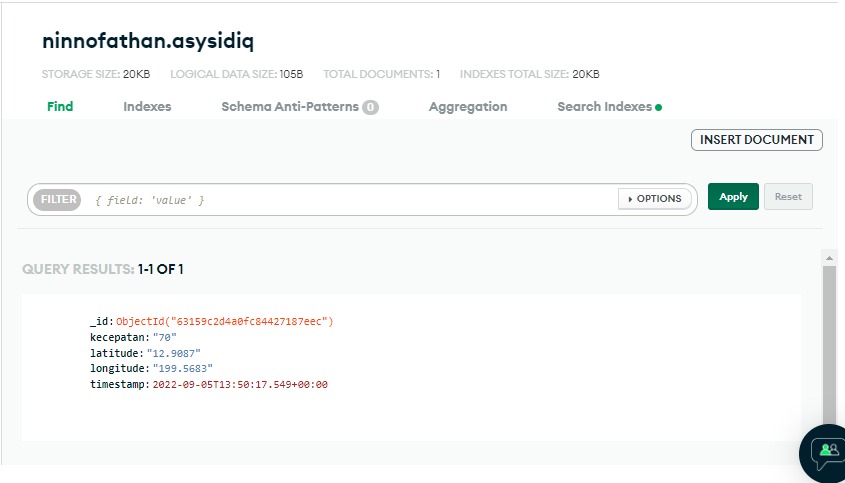 ninnofathan.asysidiq
STORAGE SIZE: 20KB LOGICAL DATA SIZE: 105B TOTAL DOCUMENTS: 1 INDEXES TOTAL SIZE: 20KB
Find Indexes Schema Anti-Patterns 0 Aggregation Search Indexes
INSERT DOCUMENT
FILTER { field: 'value' } OPTIONS Apply Reset
QUERY RESULTS: 1-1 OF 1
_id: ObjectId("63159c2d4a0fc84427187eec")
kecepatan: "70"
latitude: "12.9087"
longitude: "199.5683"
timestamp: 2022-09-05T13:50:17.549+00:00